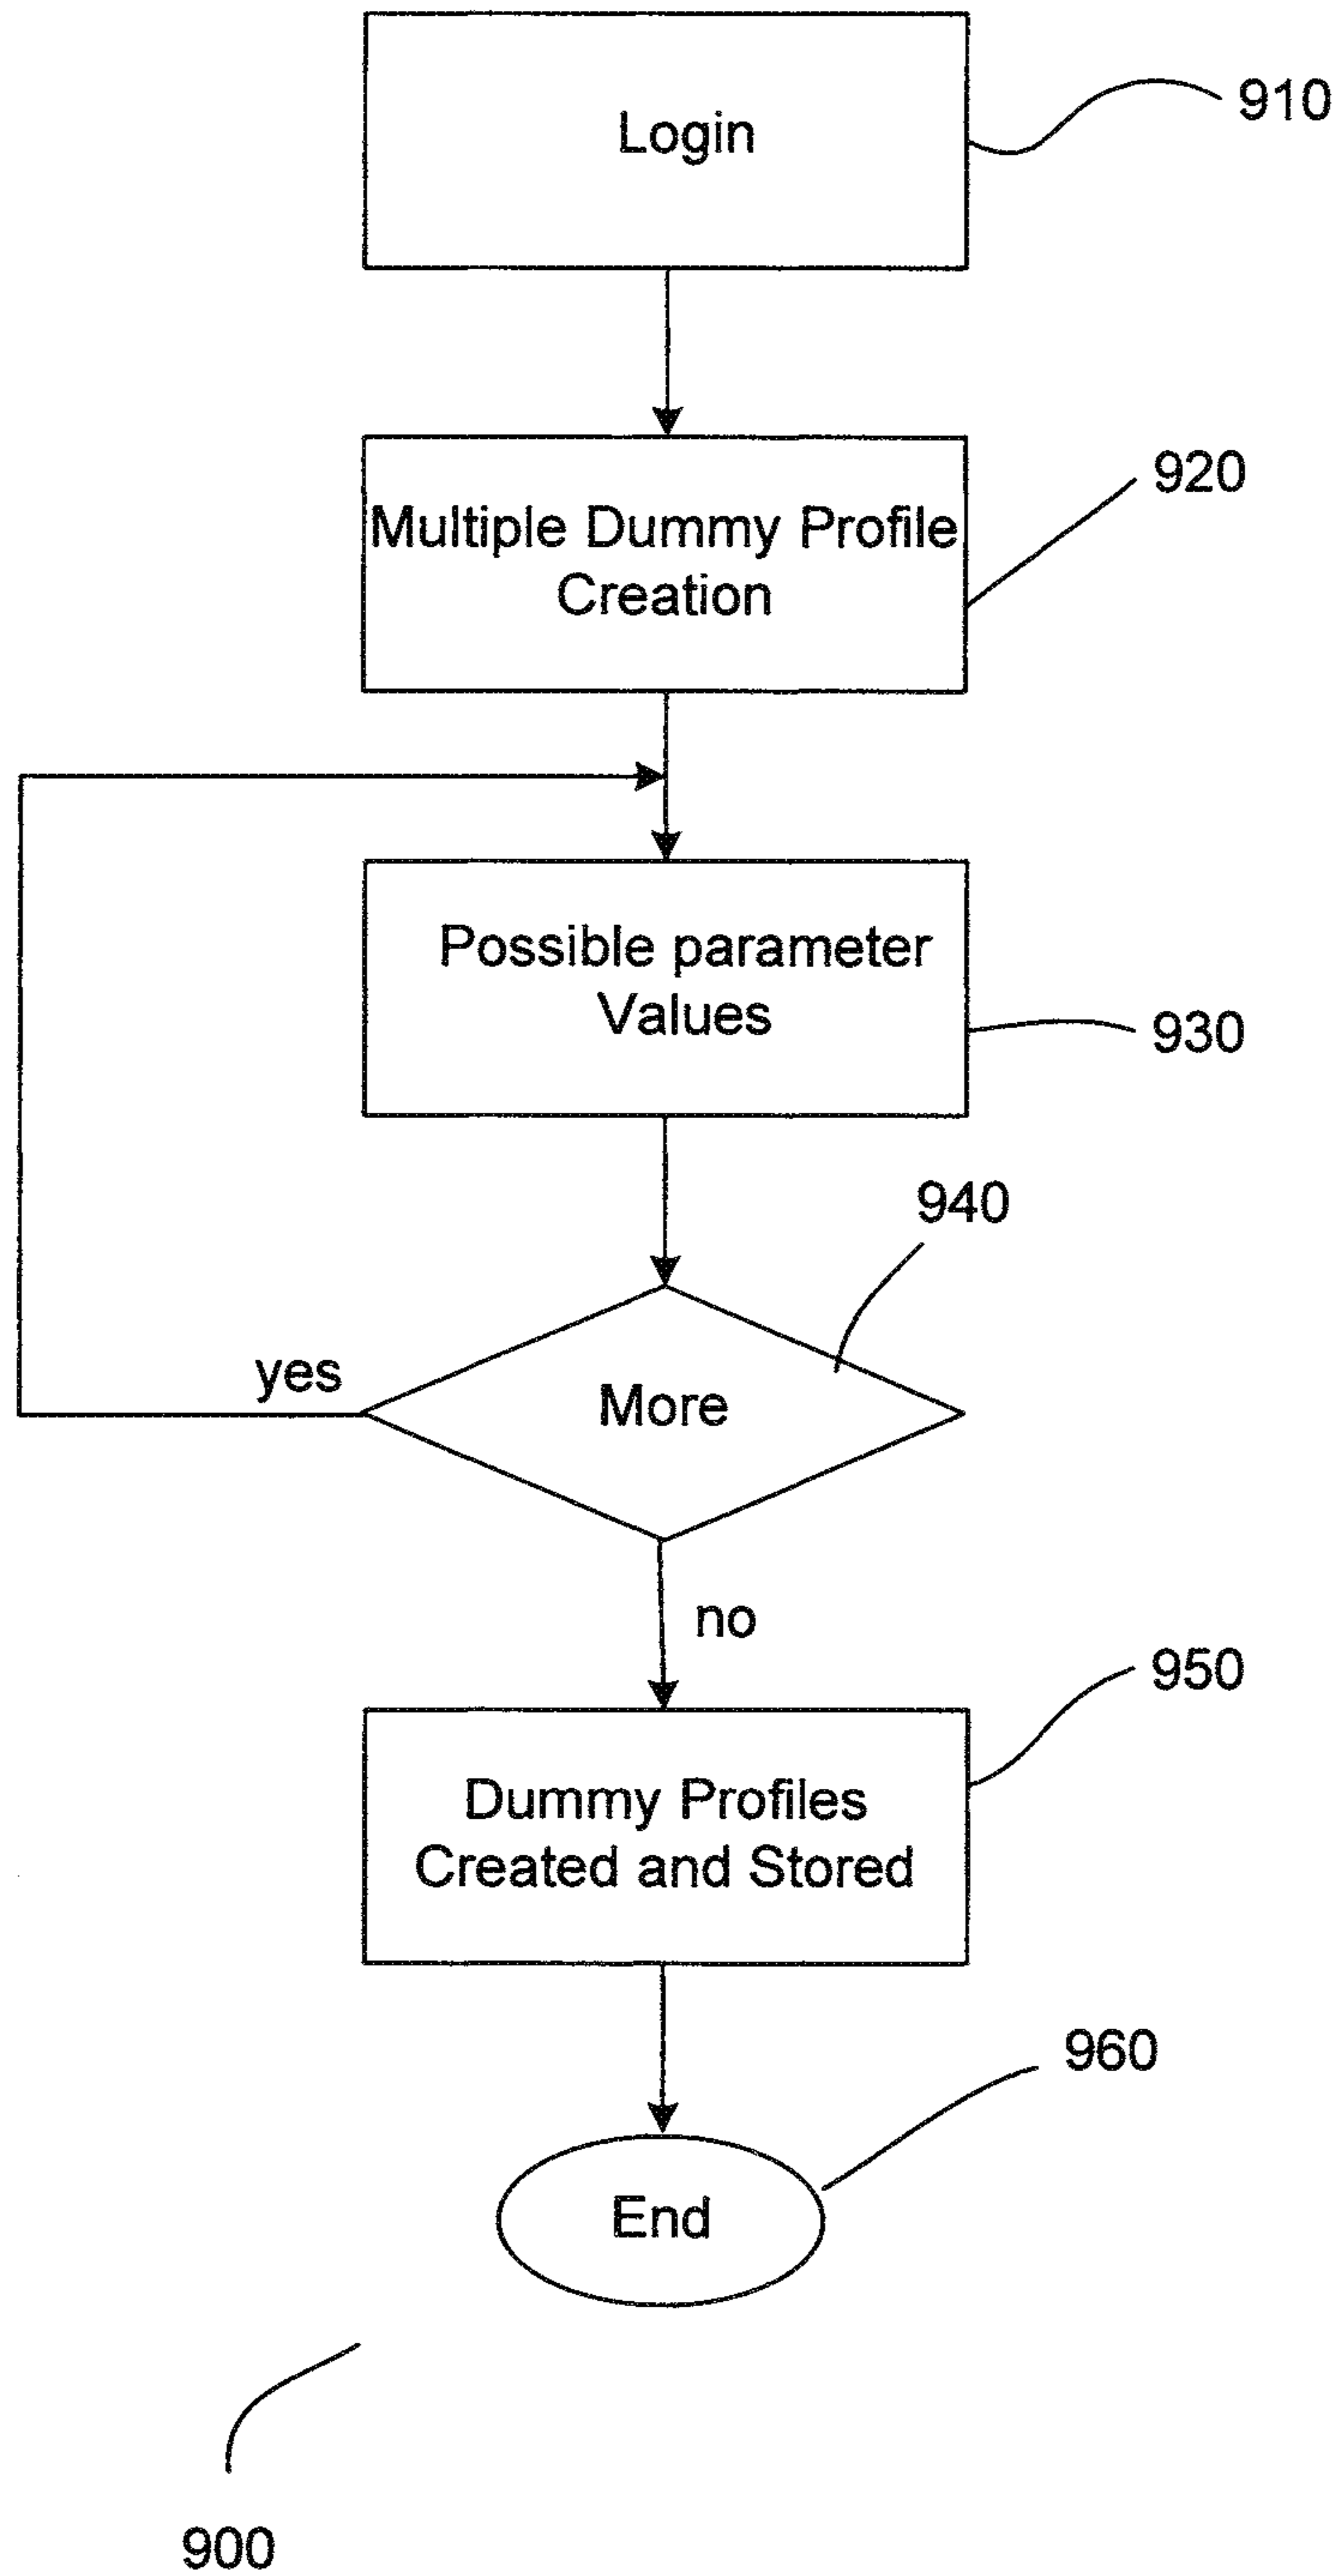 Login
910
Multiple Dummy Profile
Creation
920
Possible parameter
Values
930
940
More
yes
no
950
Dummy Profiles
Created and Stored
960
End
900